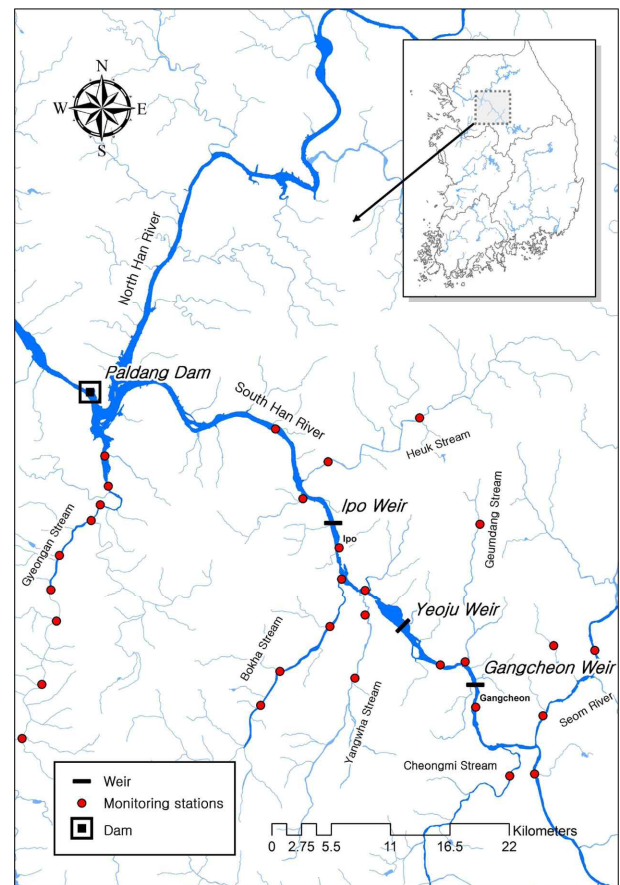 N
W E
S
North Han River
Paldang Dam
South Han River
Heuk Stream
Ipo Weir
Ipo
Geumdang Stream
Gyeongan Stream
Yeoju Weir
Bokha Stream
Yangwha Stream
Gangcheon Weir
Gangcheon
Seom River
Cheongmi Stream
Weir
Monitoring stations
Dam
Kilometers
0 2.75 5.5 11 16.5 22